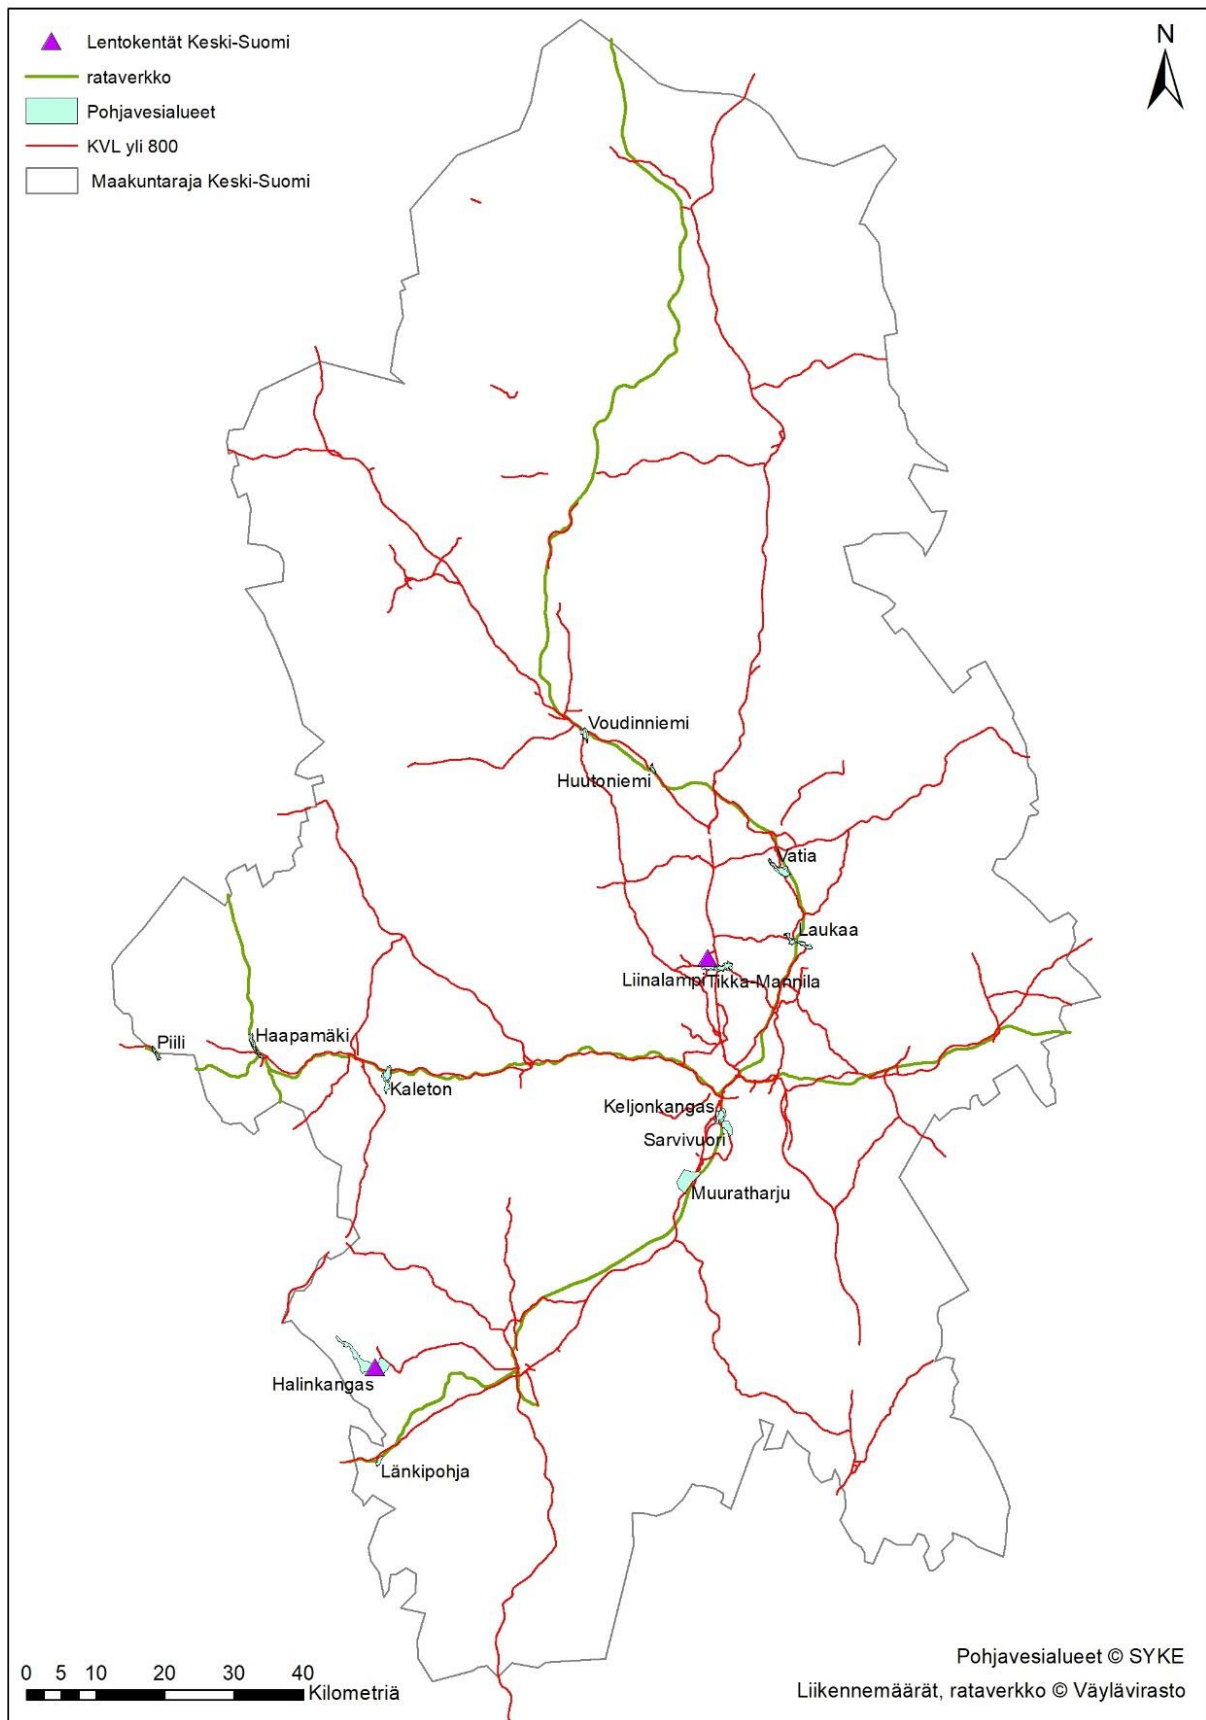 Lentokentät Keski-Suomi
rataverkko
Pohjavesialueet
KVL yli 800
Maakuntaraja Keski-Suomi
N
Voudinniemi
Huutoniemi
Vatia
Laukaa
Liinalampi
Tikka-Mannila
Piili
Haapamäki
Kaleton
Keljonkangas
Sarvivuori
Muuratharju
Halinkangas
Länkipohja
0 5 10 20 30 40
Kilometriä
Pohjavesialueet © SYKE
Liikennemäärät, rataverkko © Väylävirasto